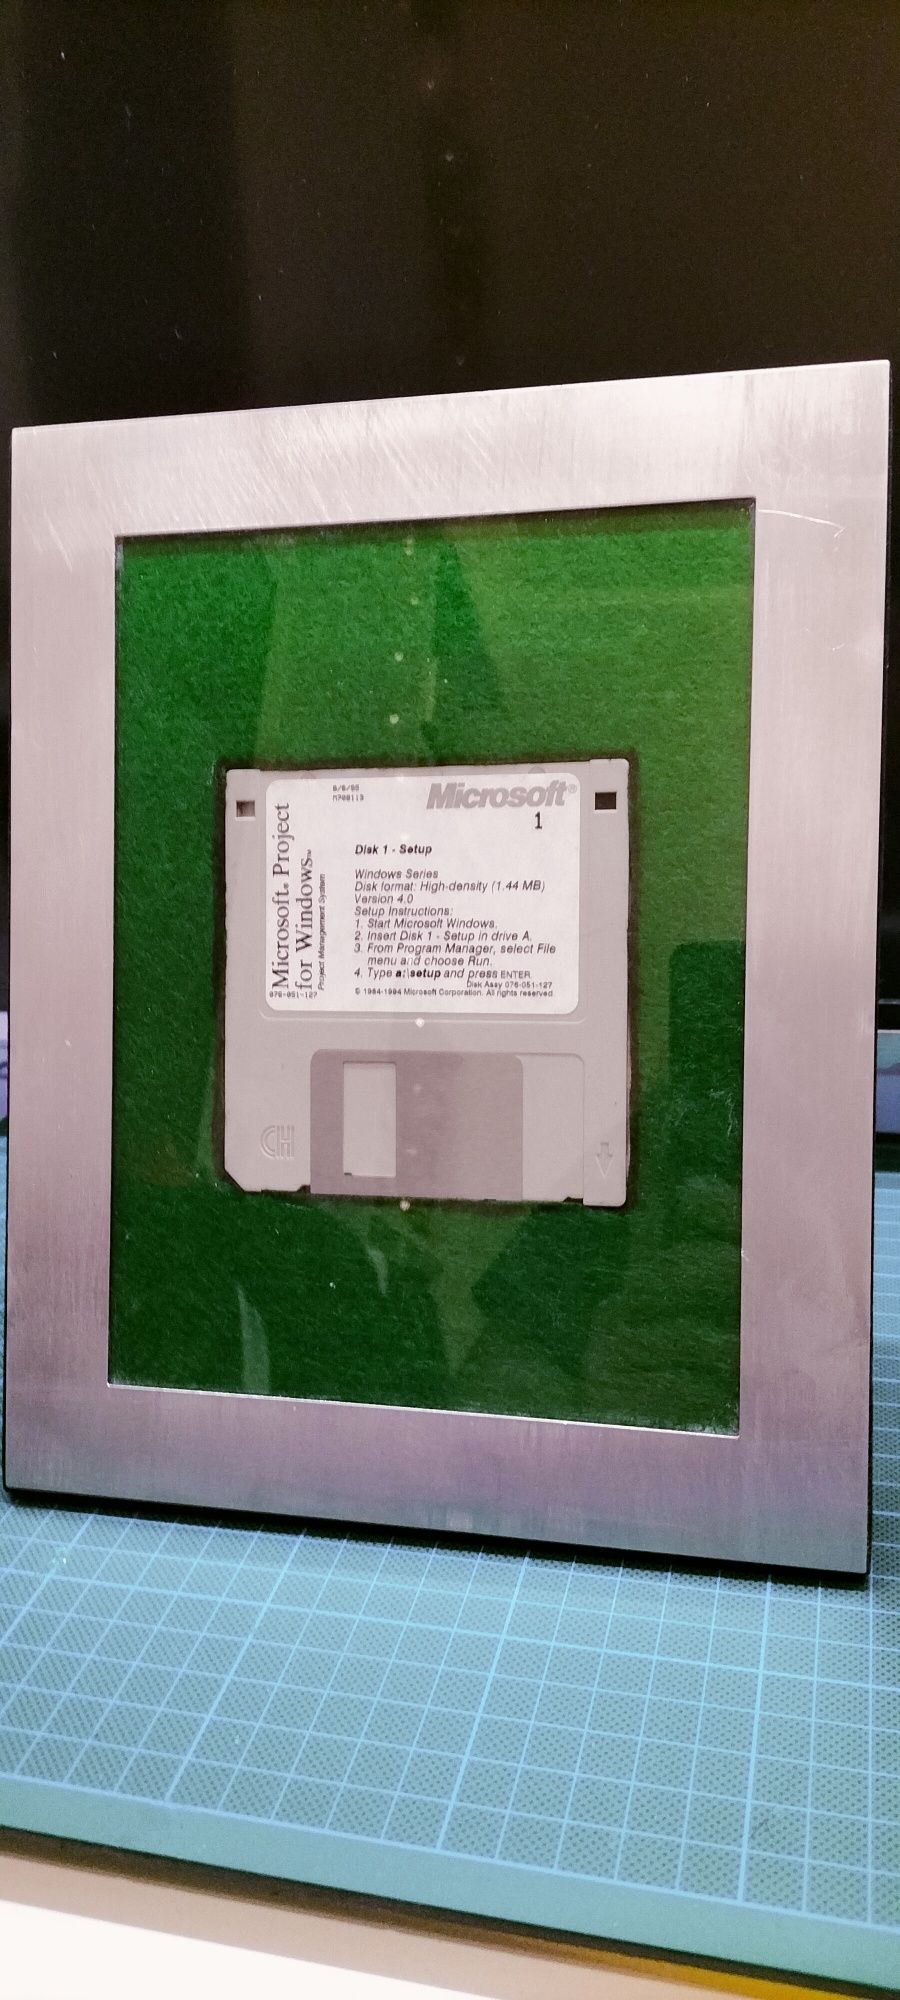 Microsoft® Project
for Windows™
Project Management System
076-051-127
M700113
Microsoft®
1
Disk 1 - Setup
Windows Series
Disk format: High-density (1.44 MB)
Version 4.0
Setup Instructions:
1. Start Microsoft Windows.
2. Insert Disk 1 - Setup in drive A.
3. From Program Manager, select File
menu and choose Run.
4. Type a:\setup and press ENTER.
Disk Assy 076-051-127
© 1984-1994 Microsoft Corporation. All rights reserved.
CH